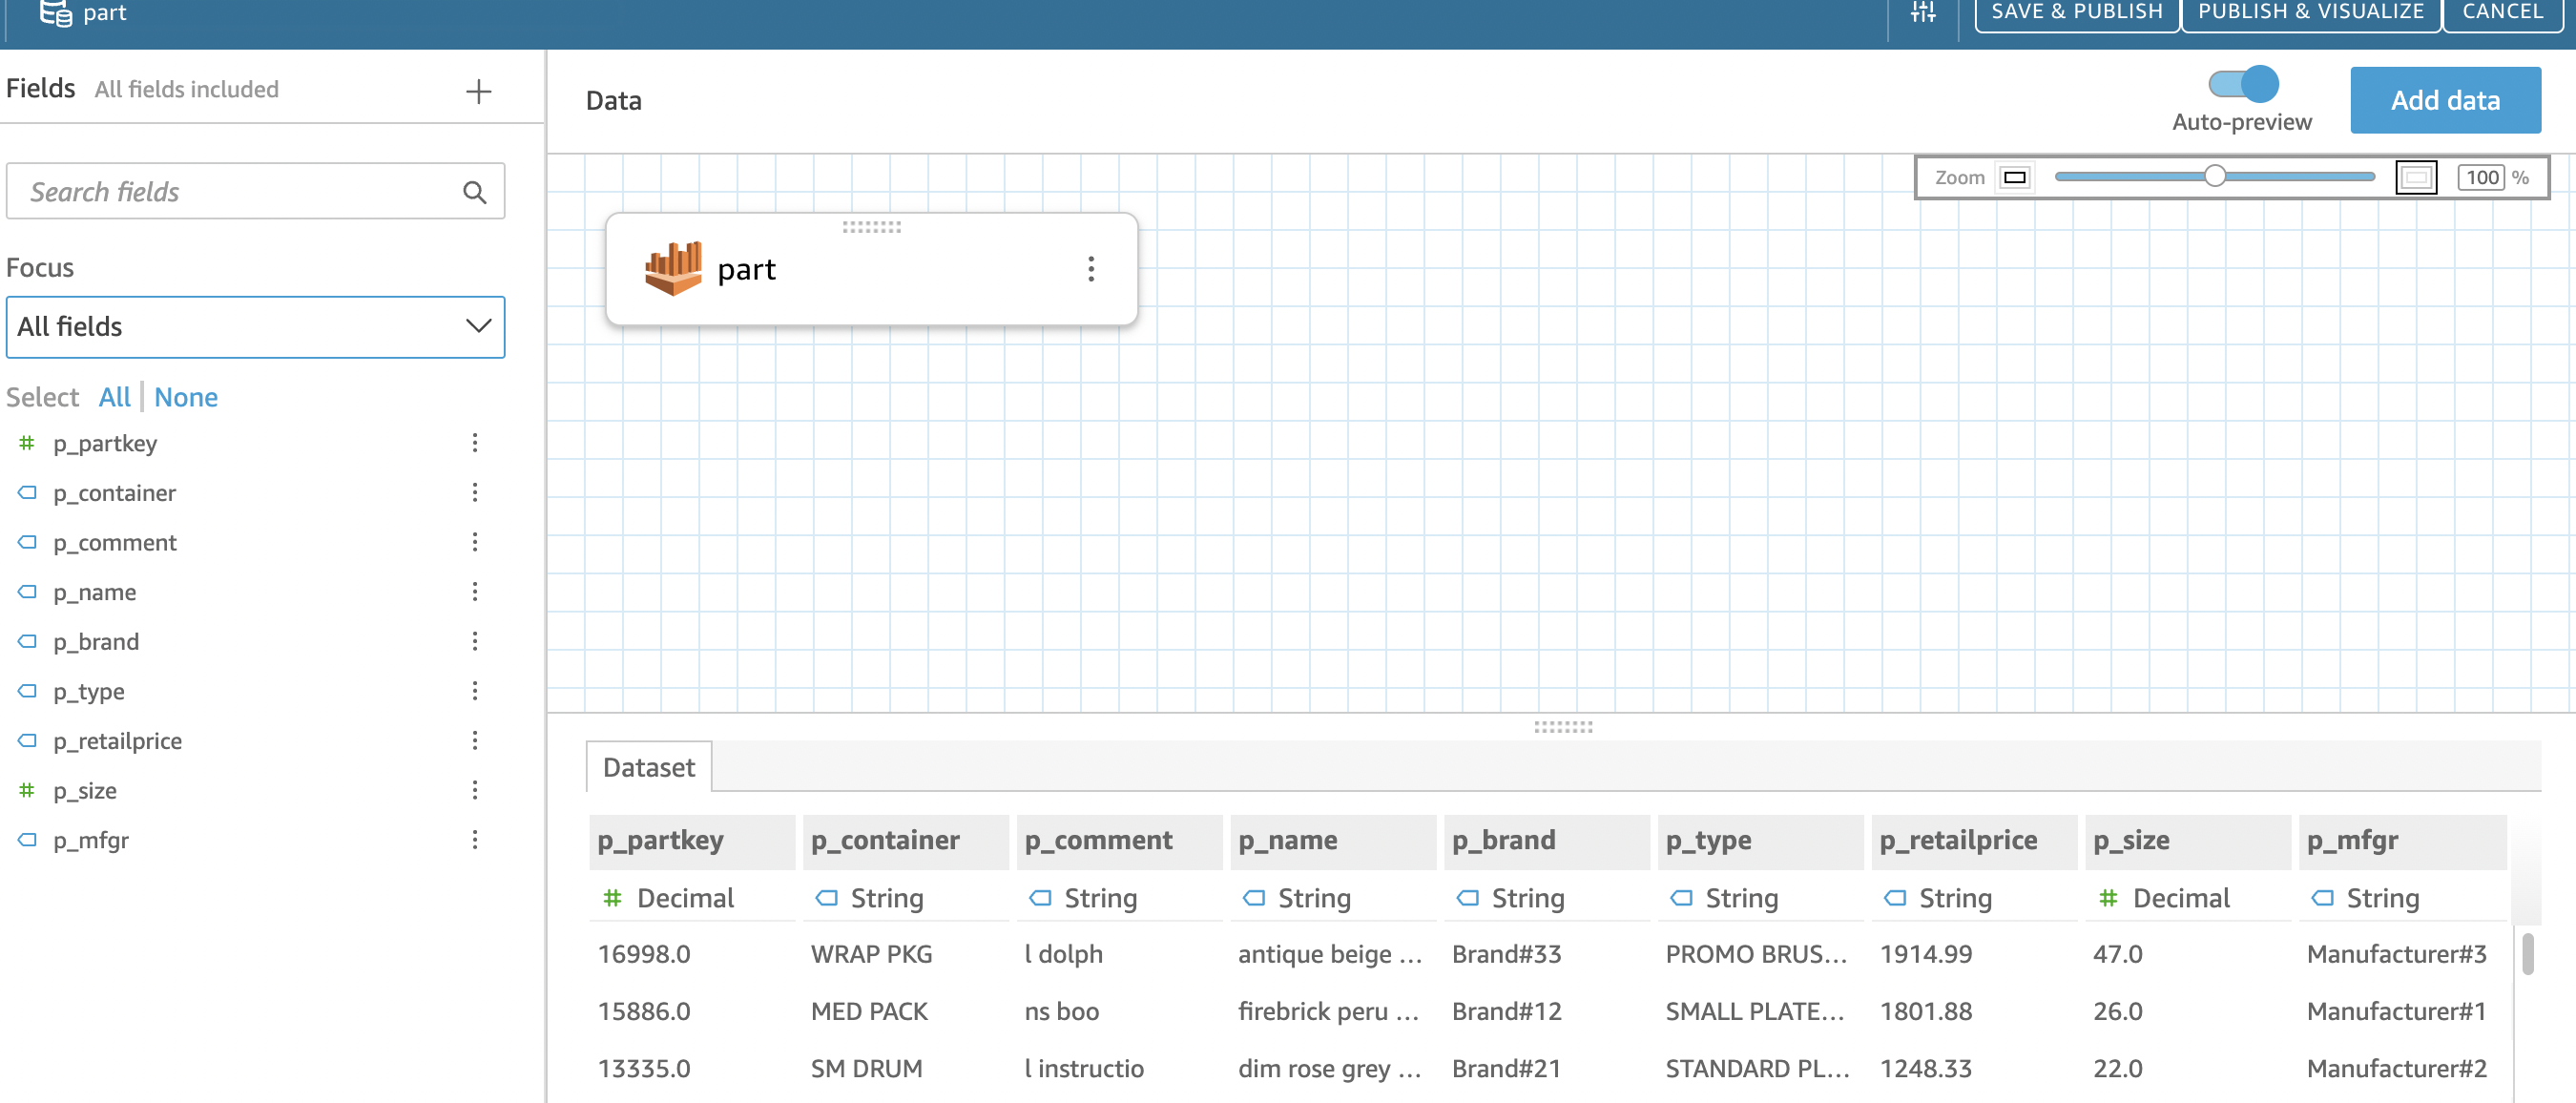 part
SAVE & PUBLISH
PUBLISH & VISUALIZE
CANCEL
Fields All fields included
Search fields
Focus
All fields
Select All None
p_partkey
p_container
p_comment
p_name
p_brand
p_type
p_retailprice
p_size
p_mfgr
Data
Auto-preview
Add data
Zoom 100 %
part
Dataset
p_partkey p_container p_comment p_name p_brand p_type p_retailprice p_size p_mfgr
# Decimal String String String String String String # Decimal String
16998.0 WRAP PKG l dolph antique beige ... Brand#33 PROMO BRUS... 1914.99 47.0 Manufacturer#3
15886.0 MED PACK ns boo firebrick peru ... Brand#12 SMALL PLATE... 1801.88 26.0 Manufacturer#1
13335.0 SM DRUM l instructio dim rose grey ... Brand#21 STANDARD PL... 1248.33 22.0 Manufacturer#2